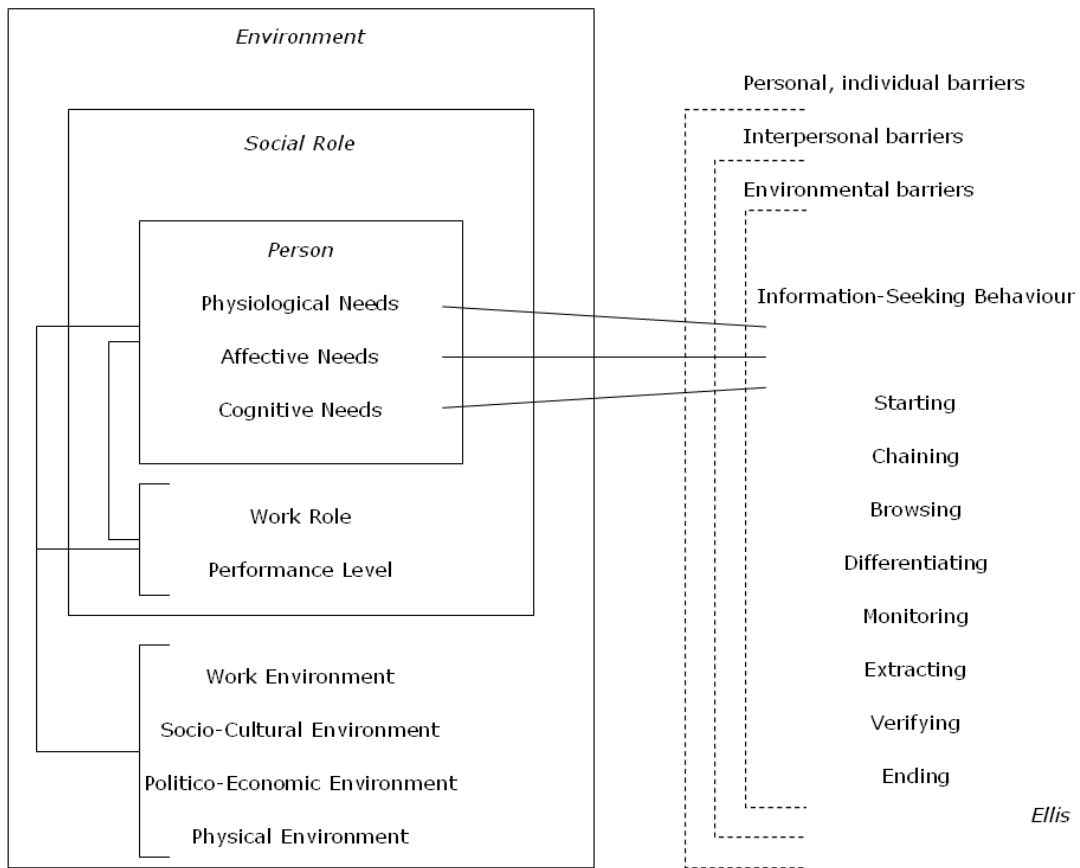 Environment
Social Role
Person
Physiological Needs
Affective Needs
Cognitive Needs
Work Role
Performance Level
Work Environment
Socio-Cultural Environment
Politico-Economic Environment
Physical Environment
Personal, individual barriers
Interpersonal barriers
Environmental barriers
Information-Seeking Behaviour
Starting
Chaining
Browsing
Differentiating
Monitoring
Extracting
Verifying
Ending
Ellis